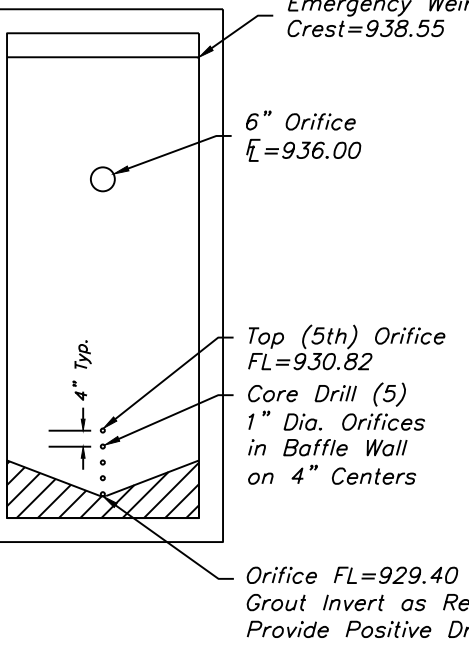 Emergency Weir
Crest=938.55
6" Orifice
FL=936.00
4" Typ.
Top (5th) Orifice
FL=930.82
Core Drill (5)
1" Dia. Orifices
in Baffle Wall
on 4" Centers
Orifice FL=929.40
Grout Invert as
Provide Positive